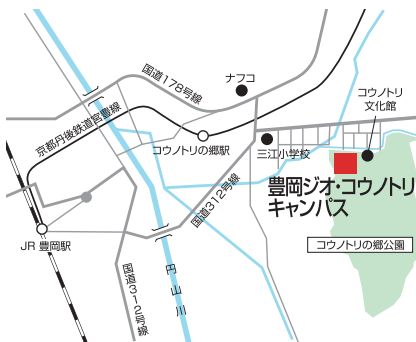 国道178号線
ナフコ
コウノトリ
文化館
京都丹後鉄道宮豊線
コウノトリの郷駅
三江小学校
豊岡ジオ・コウノトリ
キャンパス
国道312号線
コウノトリの郷公園
JR 豊岡駅
円山川
国道312号線